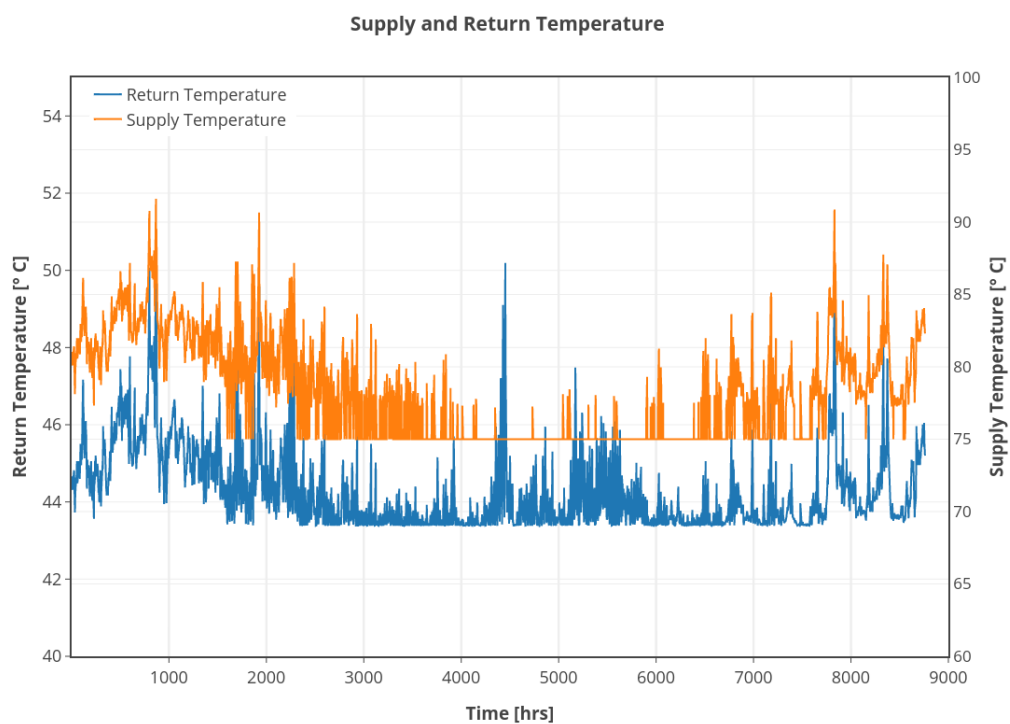 Supply and Return Temperature
Return Temperature
Supply Temperature
54
52
50
48
46
44
42
40
Return Temperature [° C]
100
95
90
85
80
75
70
65
60
Supply Temperature [° C]
1000 2000 3000 4000 5000 6000 7000 8000 9000
Time [hrs]